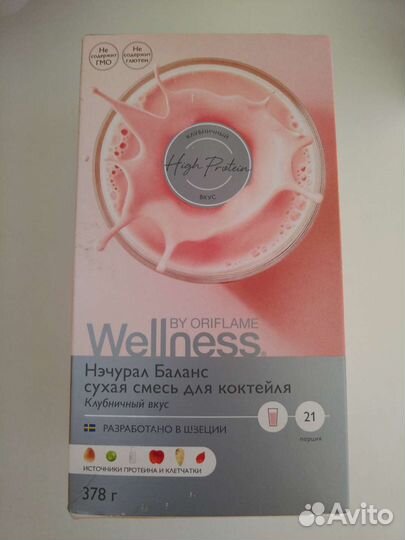 Не
содержит
ГМО
Не
содержит
глютен
КЛУБНИЧНЫЙ
High Protein
ВКУС
BY ORIFLAME
Wellness
Нэчурал Баланс
сухая смесь для коктейля
Клубничный вкус
21
порция
РАЗРАБОТАНО В ШВЕЦИИ
ИСТОЧНИКИ ПРОТЕИНА И КЛЕТЧАТКИ
378 г
Avito